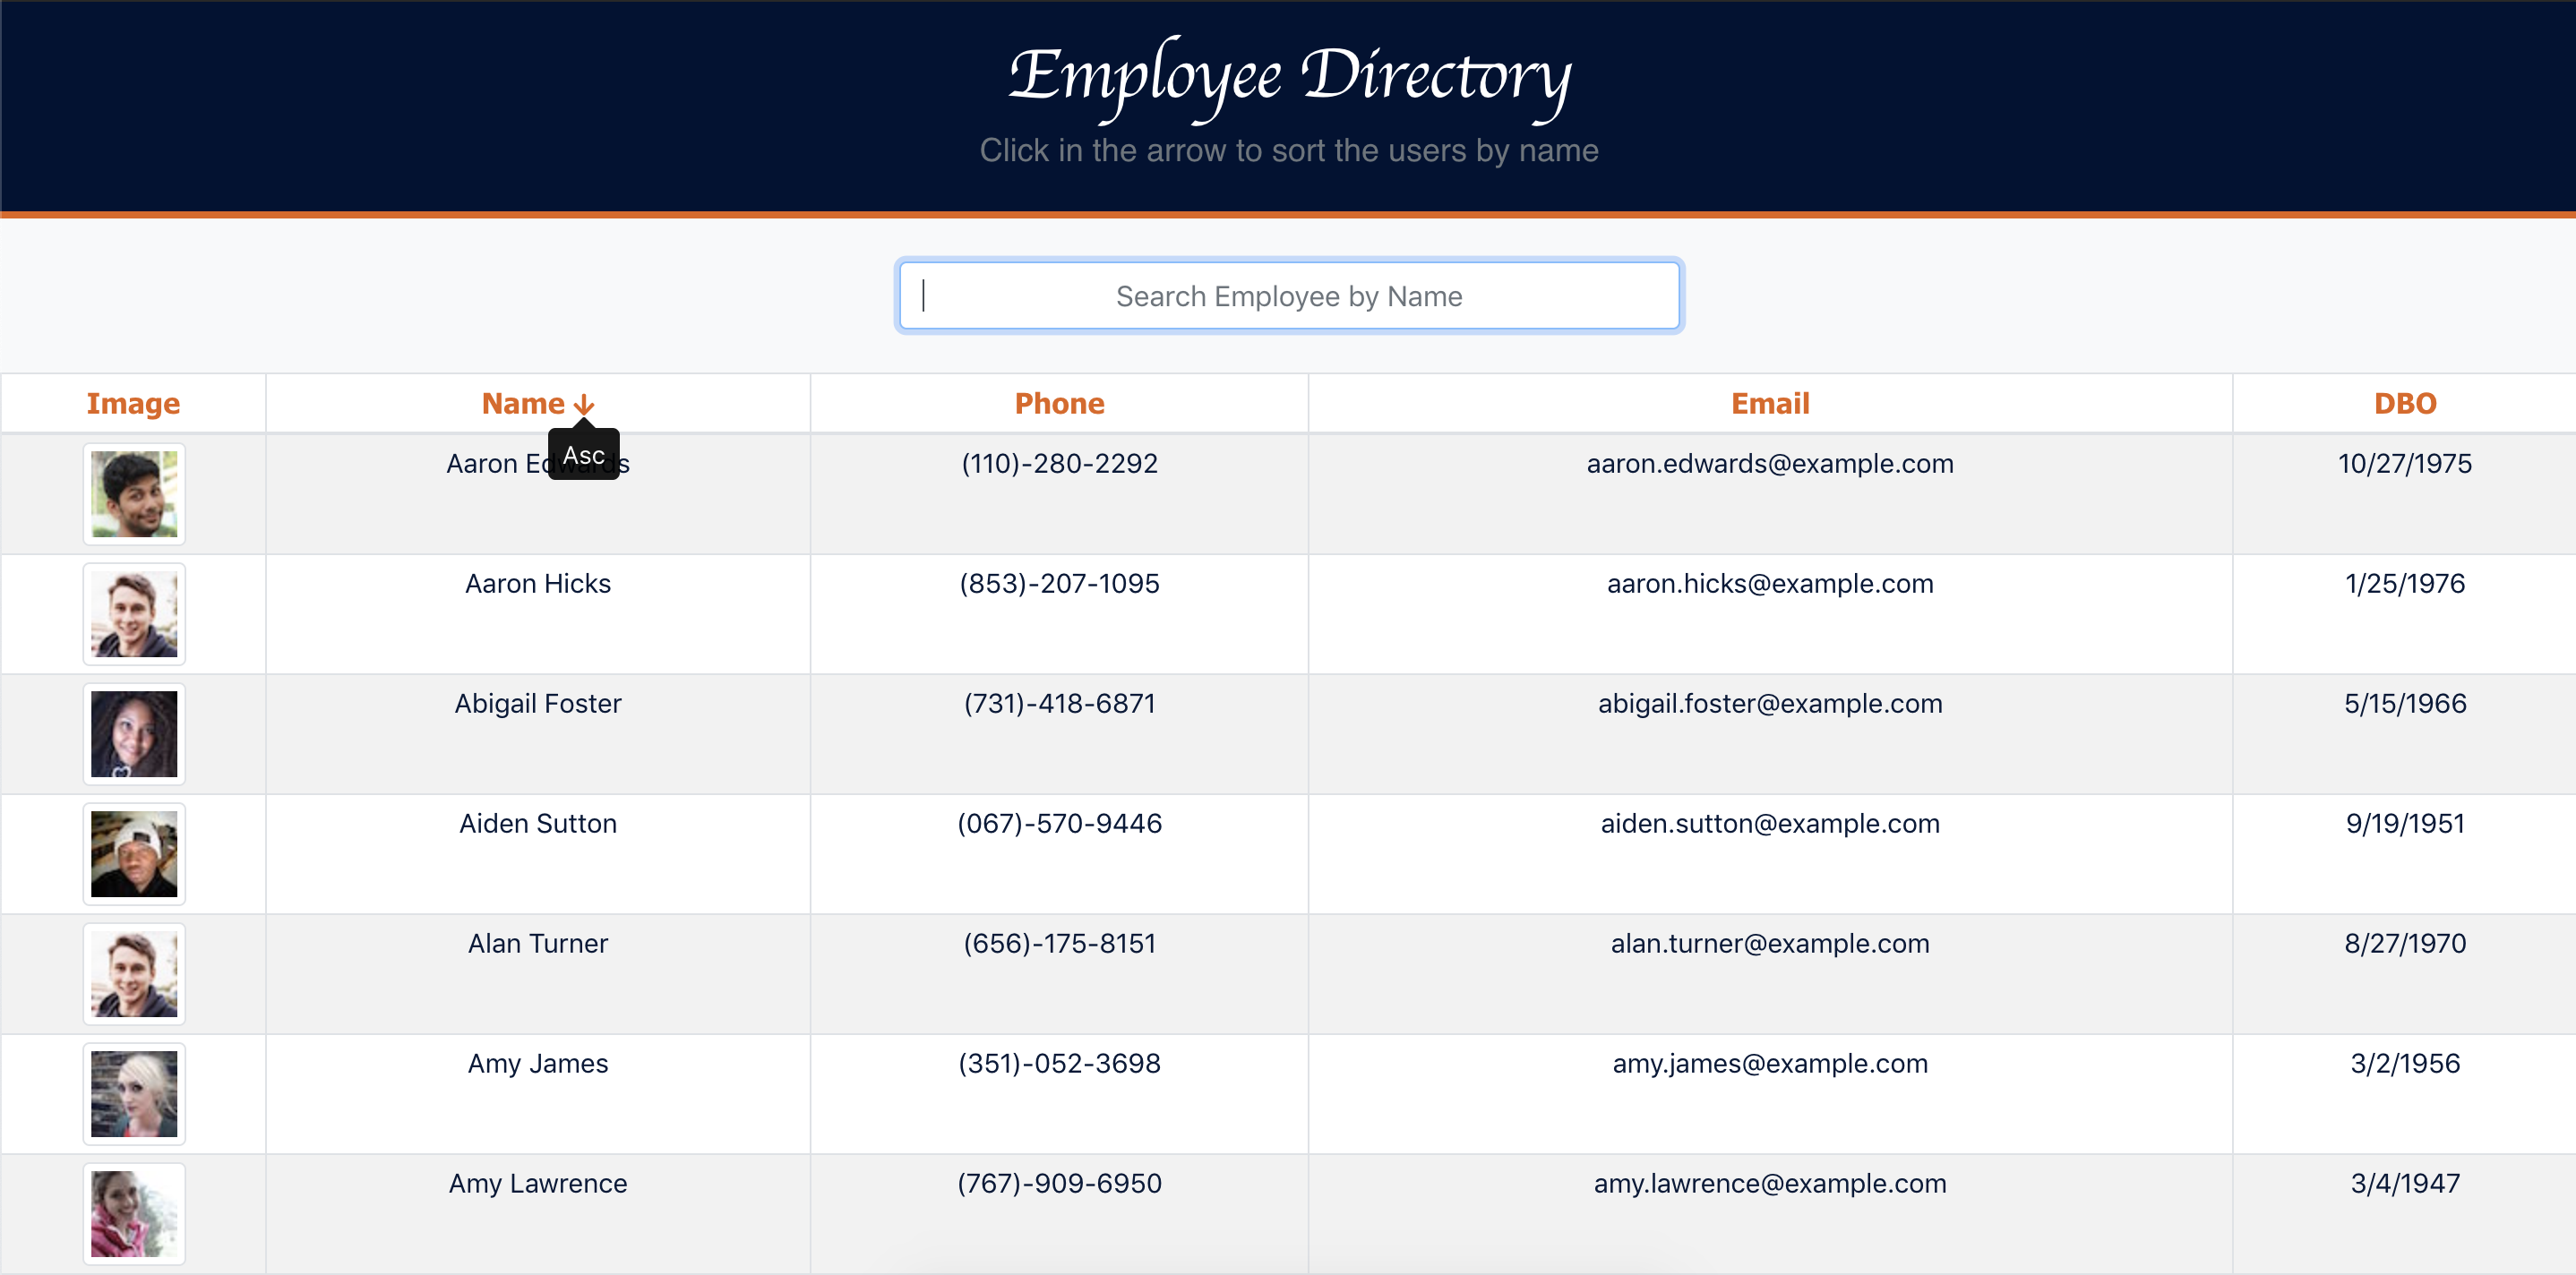 Employee Directory
Click in the arrow to sort the users by name
Search Employee by Name
Image Name Phone Email DBO
Asc
Aaron Edwards (110)-280-2292 aaron.edwards@example.com 10/27/1975
Aaron Hicks (853)-207-1095 aaron.hicks@example.com 1/25/1976
Abigail Foster (731)-418-6871 abigail.foster@example.com 5/15/1966
Aiden Sutton (067)-570-9446 aiden.sutton@example.com 9/19/1951
Alan Turner (656)-175-8151 alan.turner@example.com 8/27/1970
Amy James (351)-052-3698 amy.james@example.com 3/2/1956
Amy Lawrence (767)-909-6950 amy.lawrence@example.com 3/4/1947